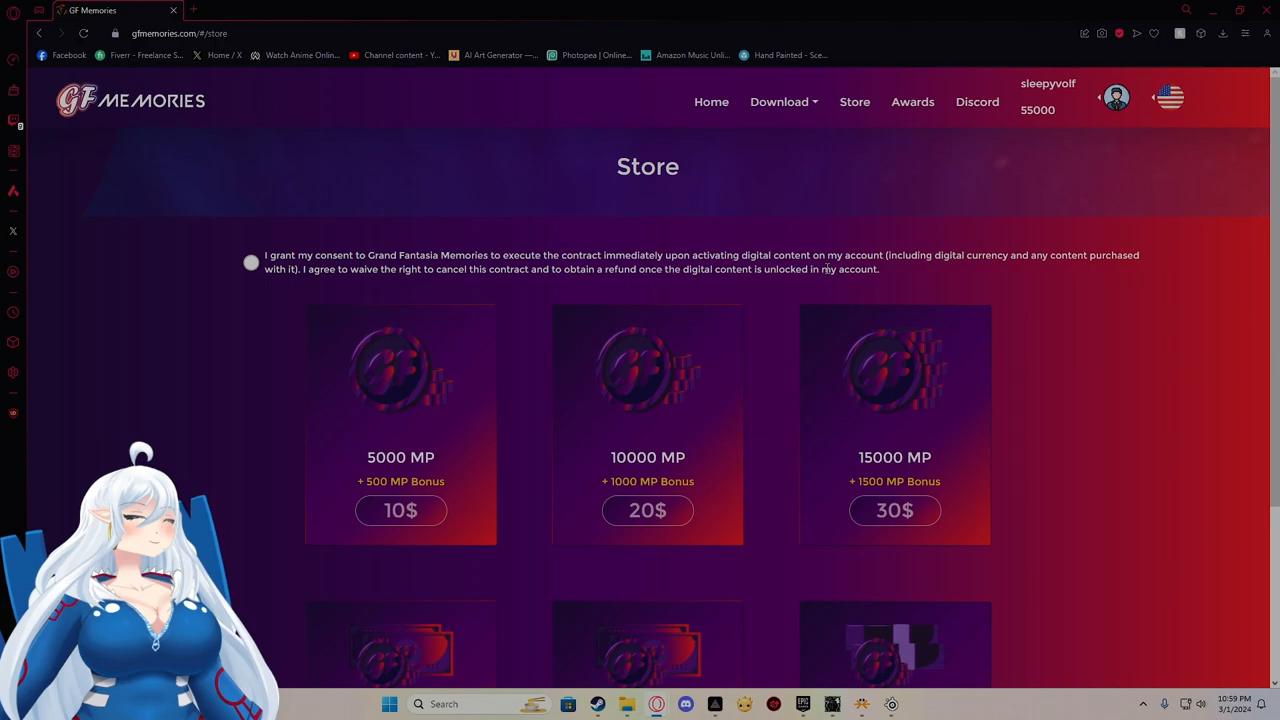 GF Memories
gfmemories.com/#/store
Facebook
Fiverr - Freelance S...
Home / X
Watch Anime Onlin...
Channel content - Y...
AI Art Generator —...
Photopea | Online...
Amazon Music Unli...
Hand Painted - Sce...
GF MEMORIES
Home
Download
Store
Awards
Discord
sleepyvolf
55000
Store
I grant my consent to Grand Fantasia Memories to execute the contract immediately upon activating digital content on my account (including digital currency and any content purchased
with it). I agree to waive the right to cancel this contract and to obtain a refund once the digital content is unlocked in my account.
GF
GF
GF
5000 MP
10000 MP
15000 MP
+ 500 MP Bonus
+ 1000 MP Bonus
+ 1500 MP Bonus
10$
20$
30$
Search
10:59 PM
3/1/2024